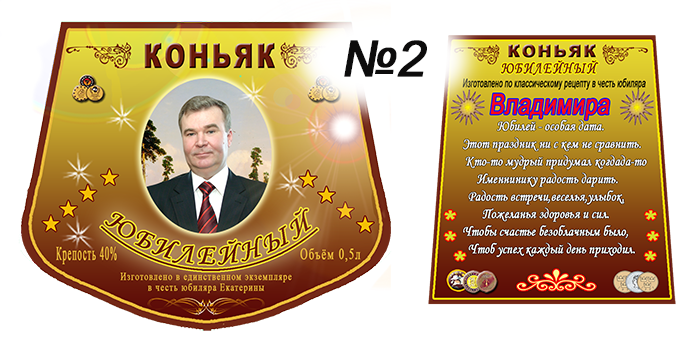 КОНЬЯК
ЮБИЛЕЙНЫЙ
Крепость 40%
Объём 0,5л
Изготовлено в единственном экземпляре
в честь юбиляра Екатерины
№2
КОНЬЯК
ЮБИЛЕЙНЫЙ
Изготовлено по классическому рецепту в честь юбиляра
Владимира
Юбилей - особая дата.
Этот праздник ни с кем не сравнить.
Кто-то мудрый придумал когдада-то
Имениннику радость дарить.
Радость встречи,веселья,улыбок,
Пожеланья здоровья и сил.
Чтобы счастье безоблачным было,
Чтоб успех каждый день приходил.